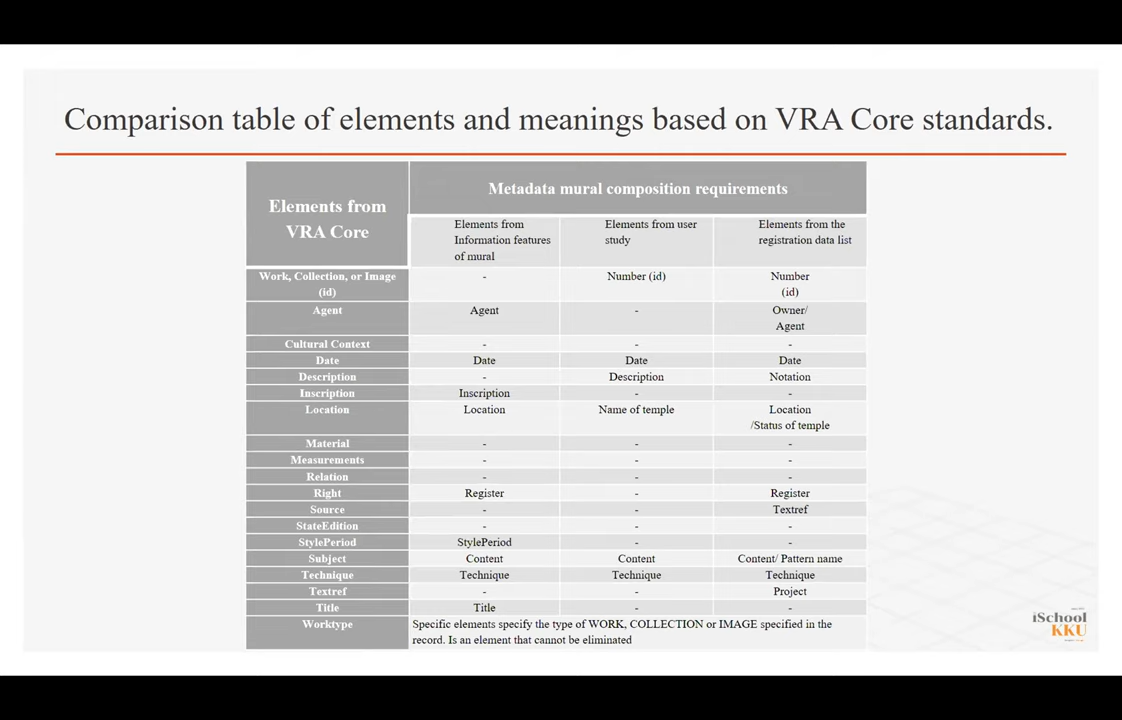 Comparison table of elements and meanings based on VRA Core standards.
Elements from
VRA Core
Metadata mural composition requirements
Elements from
Information features
of mural
Elements from user
study
Elements from the
registration data list
Work, Collection, or Image
(id)
-
Number (id)
Number
(id)
Agent
Agent
-
Owner/
Agent
Cultural Context
-
-
-
Date
Date
Date
Date
Description
-
Description
Notation
Inscription
Inscription
-
-
Location
Location
Name of temple
Location
/Status of temple
Material
-
-
-
Measurements
-
-
-
Relation
-
-
-
Right
Register
-
Register
Source
-
-
Textref
StateEdition
-
-
-
StylePeriod
StylePeriod
-
-
Subject
Content
Content
Content/ Pattern name
Technique
Technique
Technique
Technique
Textref
-
-
Project
Title
Title
-
-
Worktype
Specific elements specify the type of WORK, COLLECTION or IMAGE specified in the
record. Is an element that cannot be eliminated
iSchool
KKU